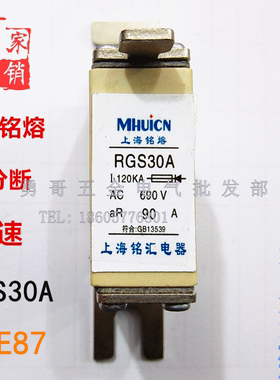 家
销
铭熔
分断
速
S30A
E87
MHUICN
上海铭熔
RGS30A
I₁120KA
AC 690V
aR 90 A
符合:GB13539
上海铭汇电器
勇哥五金电气批发部